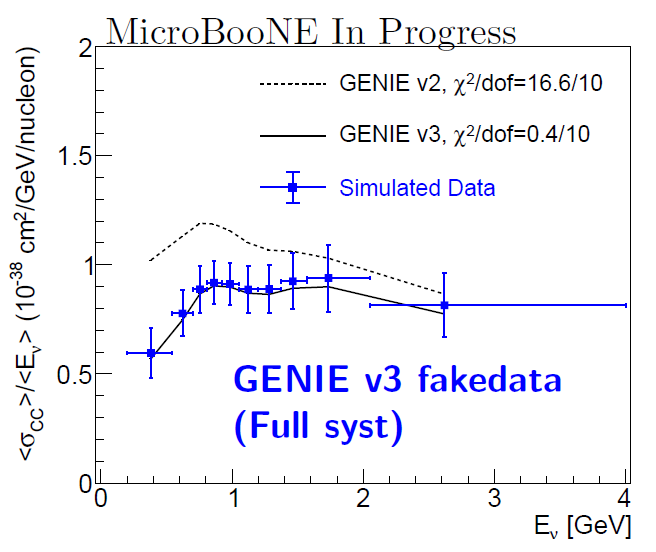 MicroBooNE In Progress
<σCC>/<Eν> (10⁻³⁸ cm²/GeV/nucleon)
2
1.5
1
0.5
0
GENIE v2, χ²/dof=16.6/10
GENIE v3, χ²/dof=0.4/10
Simulated Data
GENIE v3 fakedata
(Full syst)
0 1 2 3 4
Eν [GeV]